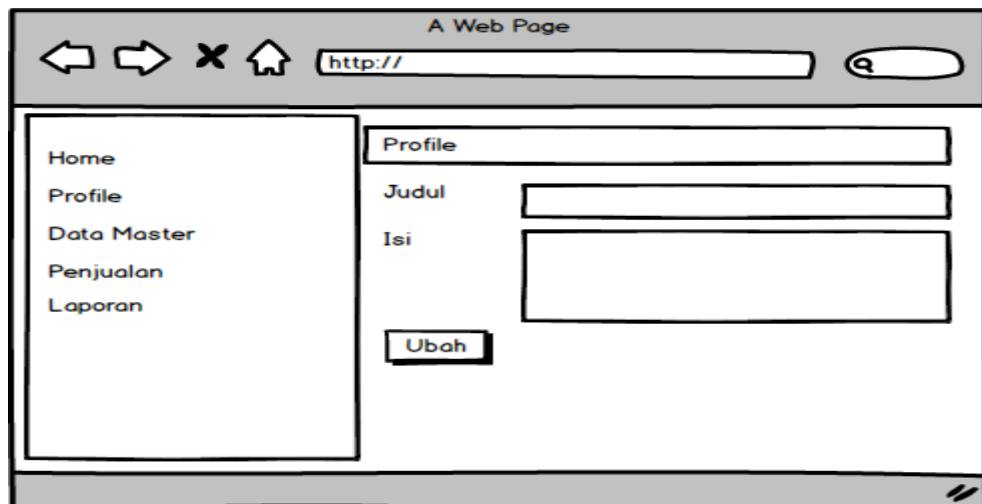 A Web Page
http://
Home
Profile
Data Master
Penjualan
Laporan
Profile
Judul
Isi
Ubah